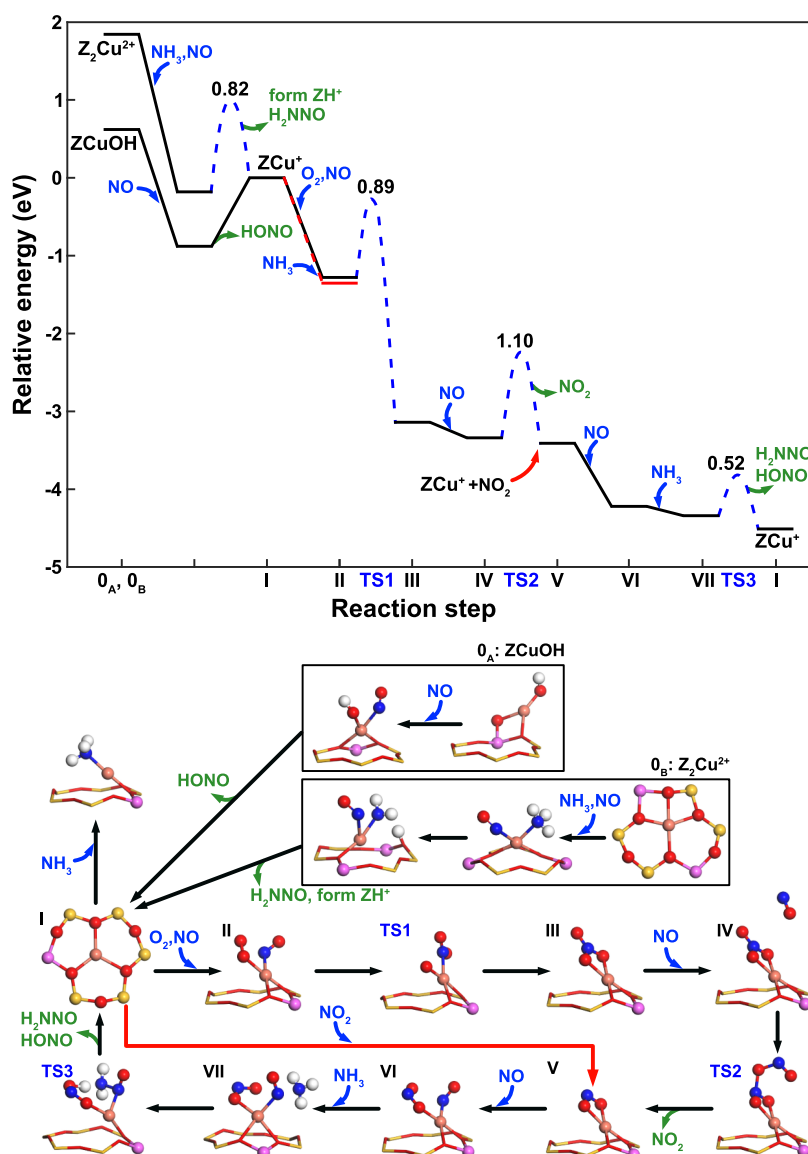 Relative energy (eV)
2
1
0
-1
-2
-3
-4
-5
Z₂Cu²⁺
NH₃,NO
0.82
form ZH⁺
H₂NNO
ZCuOH
ZCu⁺
O₂,NO
NO
HONO
0.89
NH₃
1.10
NO
NO₂
NO
ZCu⁺ +NO₂
H₂NNO
0.52
HONO
NH₃
ZCu⁺
0_A, 0_B I II TS1 III IV TS2 V VI VII TS3 I
Reaction step
0_A: ZCuOH
NO
HONO
0_B: Z₂Cu²⁺
NH₃,NO
NH₃
H₂NNO, form ZH⁺
I
O₂,NO
II
TS1
III
NO
IV
H₂NNO
HONO
NO₂
TS3
VII
NH₃
VI
NO
V
TS2
NO₂